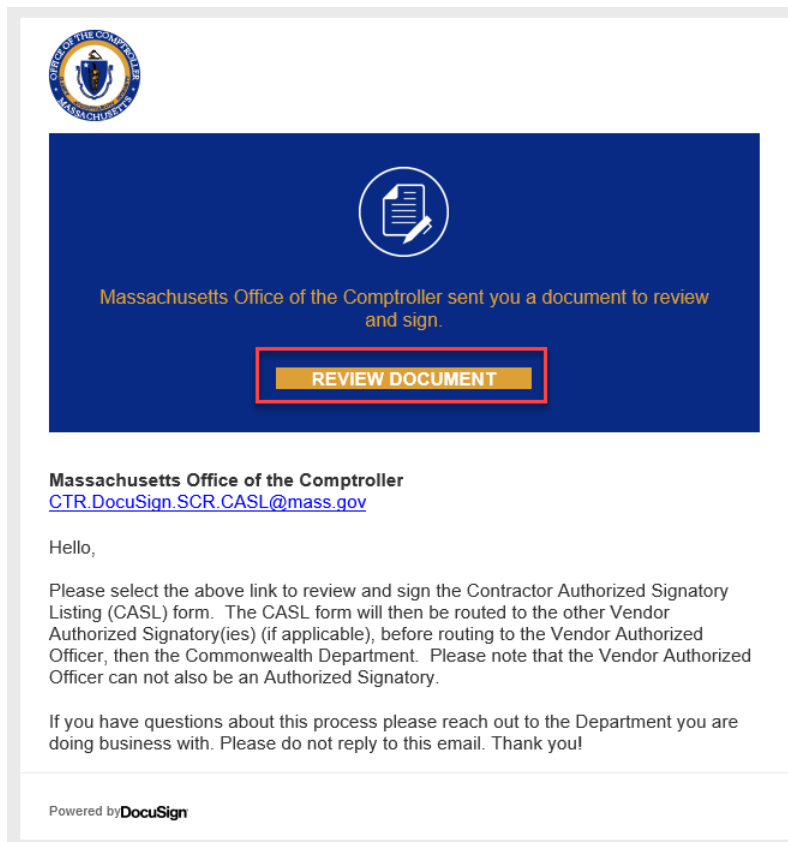 OFFICE OF THE COMPTROLLER
MASSACHUSETTS
Massachusetts Office of the Comptroller sent you a document to review
and sign.
REVIEW DOCUMENT
Massachusetts Office of the Comptroller
CTR.DocuSign.SCR.CASL@mass.gov
Hello,
Please select the above link to review and sign the Contractor Authorized Signatory
Listing (CASL) form.  The CASL form will then be routed to the other Vendor
Authorized Signatory(ies) (if applicable), before routing to the Vendor Authorized
Officer, then the Commonwealth Department.  Please note that the Vendor Authorized
Officer can not also be an Authorized Signatory.
If you have questions about this process please reach out to the Department you are
doing business with. Please do not reply to this email. Thank you!
Powered by DocuSign